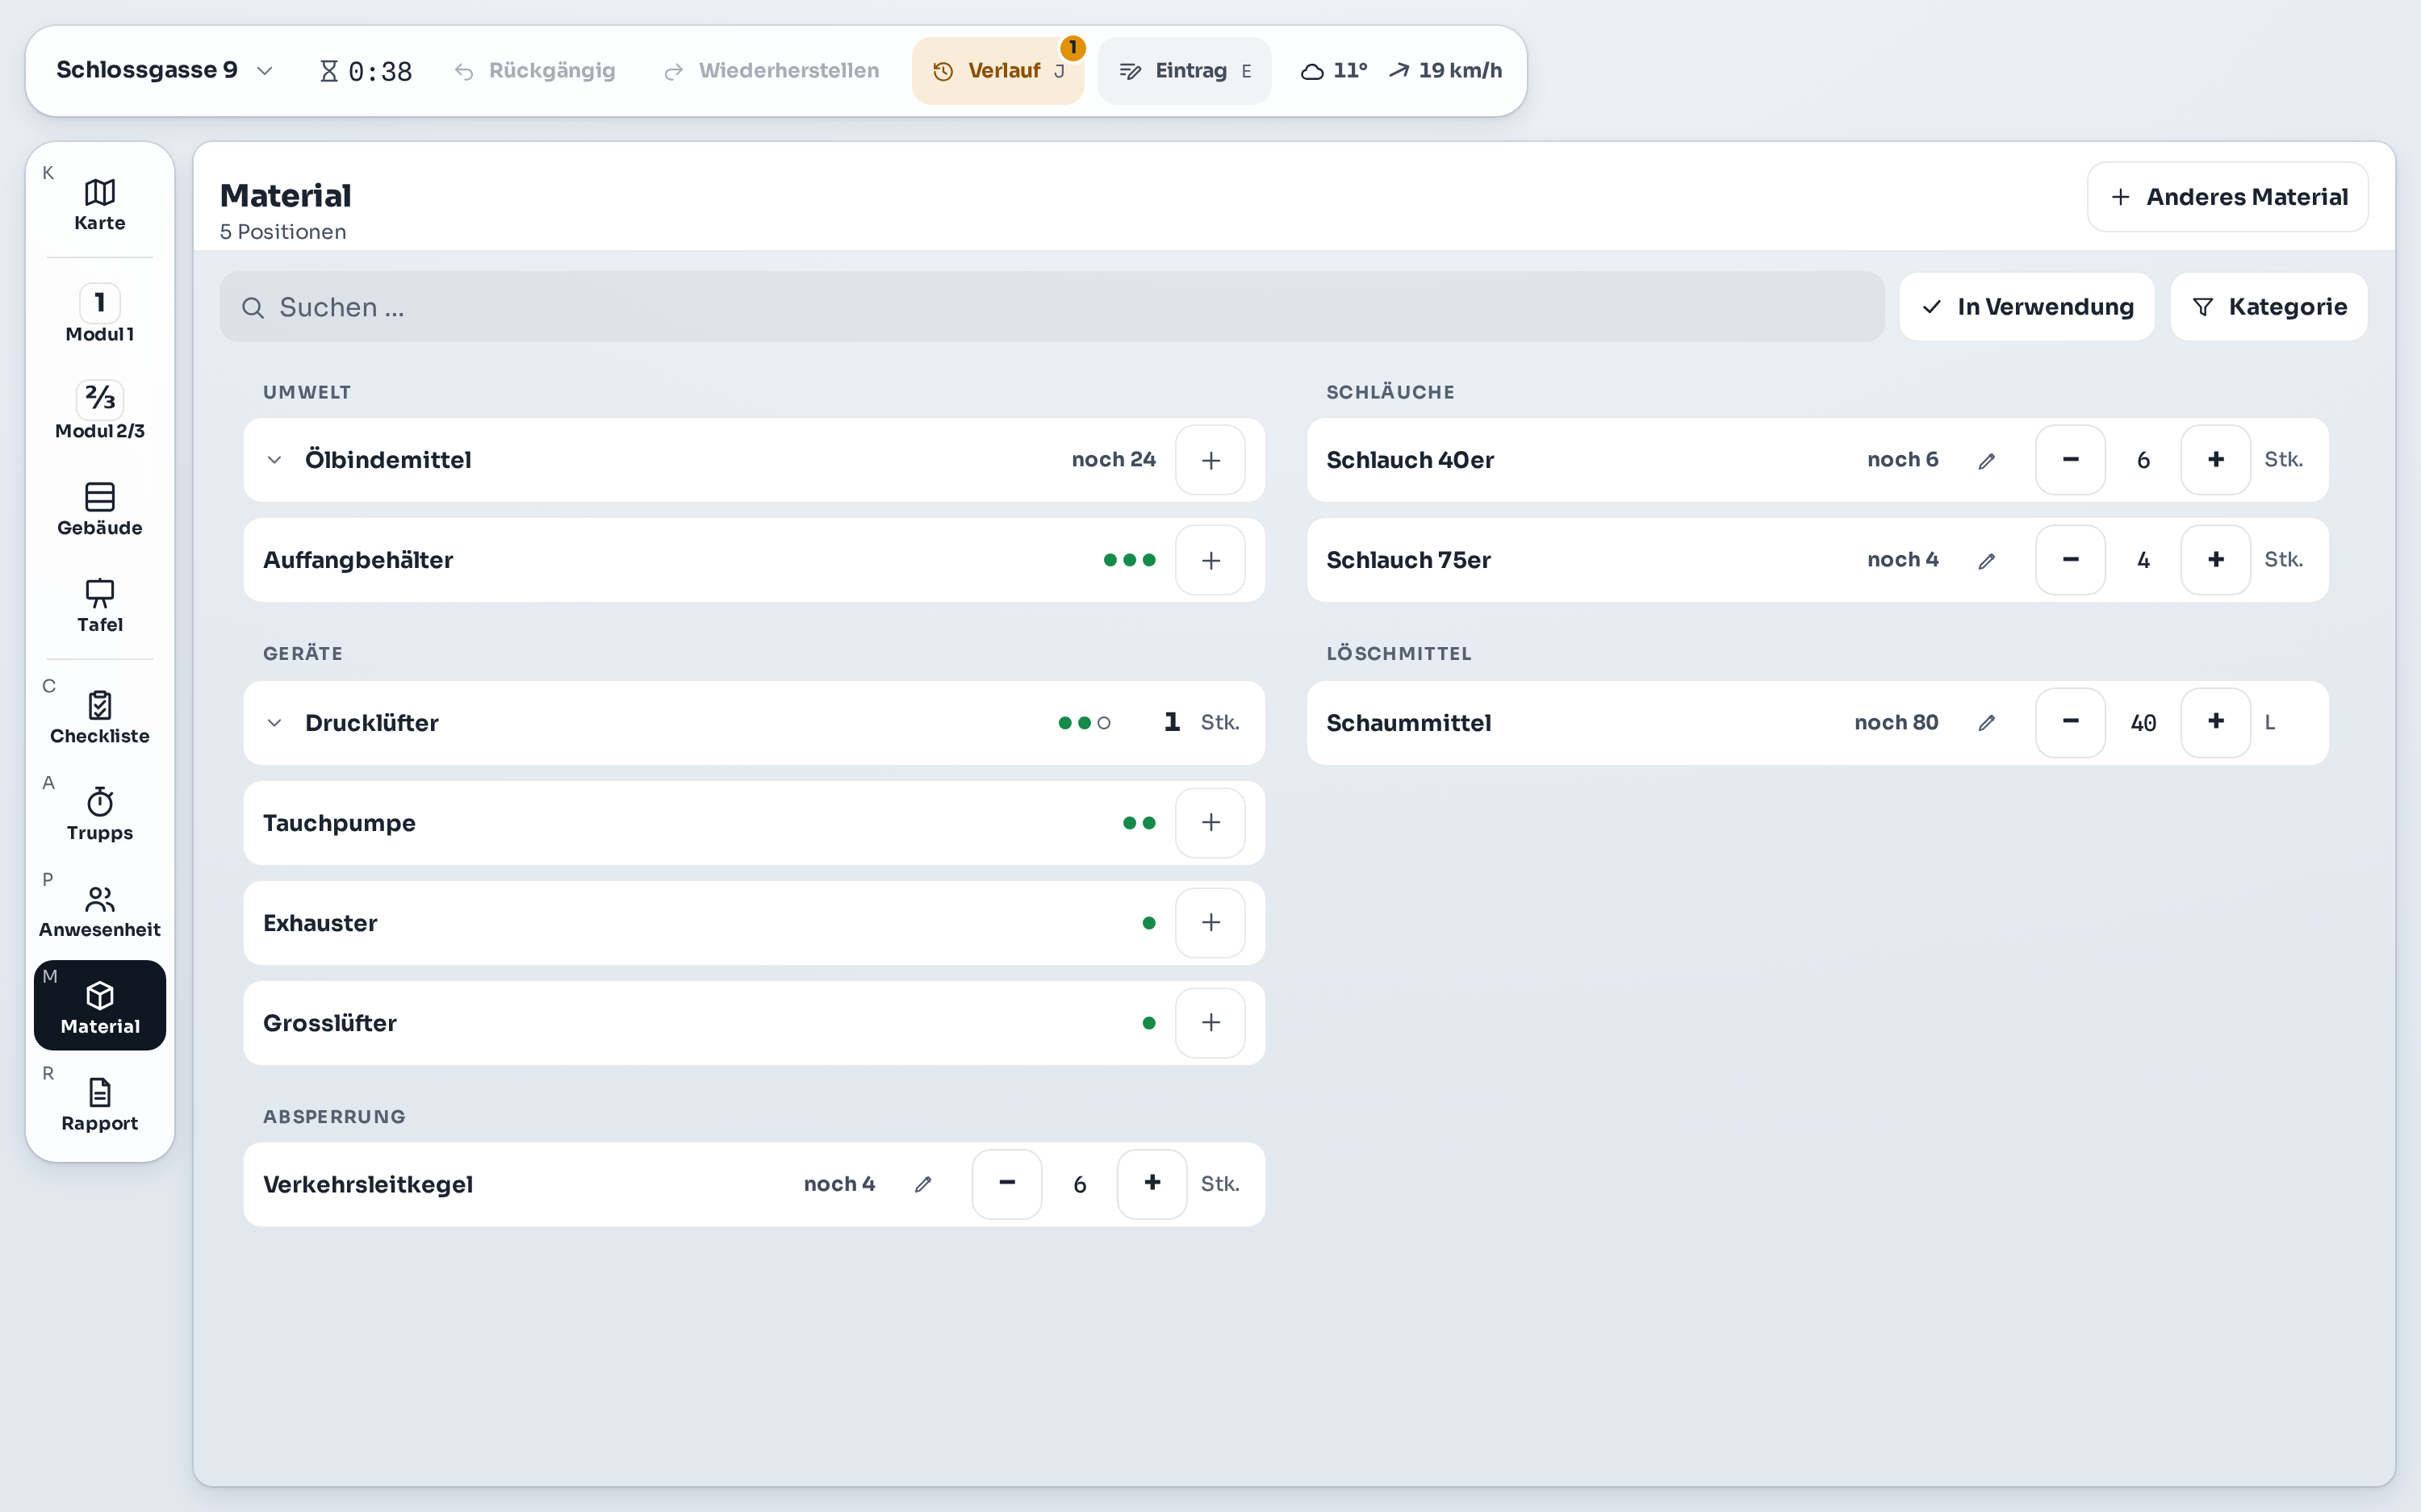 Schlossgasse 9
0:38
Rückgängig
Wiederherstellen
Verlauf J
1
Eintrag E
11°
19 km/h
K
Karte
1
Modul 1
⅔
Modul 2/3
Gebäude
Tafel
C
Checkliste
A
Trupps
P
Anwesenheit
M
Material
R
Rapport
Material
5 Positionen
Anderes Material
Suchen ...
In Verwendung
Kategorie
UMWELT
Ölbindemittel noch 24 +
Auffangbehälter +
GERÄTE
Drucklüfter 1 Stk.
Tauchpumpe +
Exhauster +
Grosslüfter +
ABSPERRUNG
Verkehrsleitkegel noch 4 − 6 + Stk.
SCHLÄUCHE
Schlauch 40er noch 6 − 6 + Stk.
Schlauch 75er noch 4 − 4 + Stk.
LÖSCHMITTEL
Schaummittel noch 80 − 40 + L